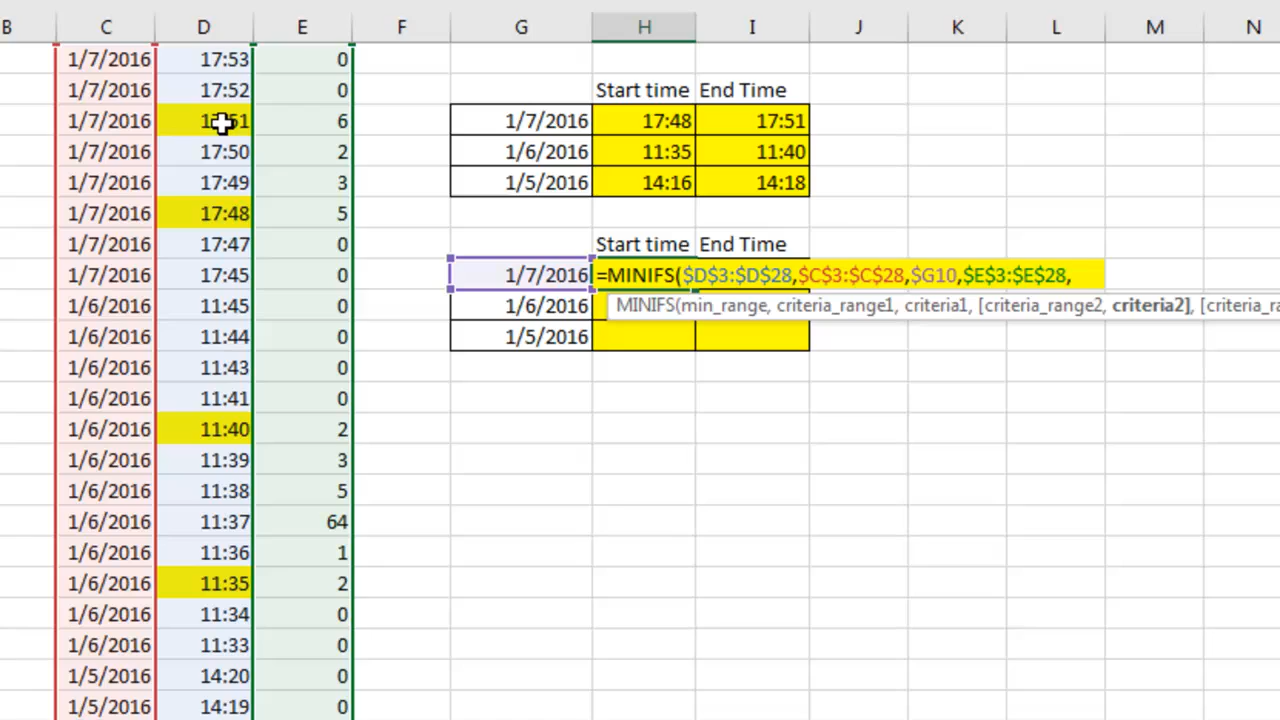 B C D E F G H I J K L M N
1/7/2016 17:53 0
1/7/2016 17:52 0 Start time End Time
1/7/2016 6 1/7/2016 17:48 17:51
1/7/2016 17:50 2 1/6/2016 11:35 11:40
1/7/2016 17:49 3 1/5/2016 14:16 14:18
1/7/2016 17:48 5
1/7/2016 17:47 0 Start time End Time
1/7/2016 17:45 0 1/7/2016 =MINIFS($D$3:$D$28,$C$3:$C$28,$G10,$E$3:$E$28,
1/6/2016 11:45 0 1/6/2016 MINIFS(min_range, criteria_range1, criteria1, [criteria_range2, criteria2], [criteria_ra
1/6/2016 11:44 0 1/5/2016
1/6/2016 11:43 0
1/6/2016 11:41 0
1/6/2016 11:40 2
1/6/2016 11:39 3
1/6/2016 11:38 5
1/6/2016 11:37 64
1/6/2016 11:36 1
1/6/2016 11:35 2
1/6/2016 11:34 0
1/6/2016 11:33 0
1/5/2016 14:20 0
1/5/2016 14:19 0